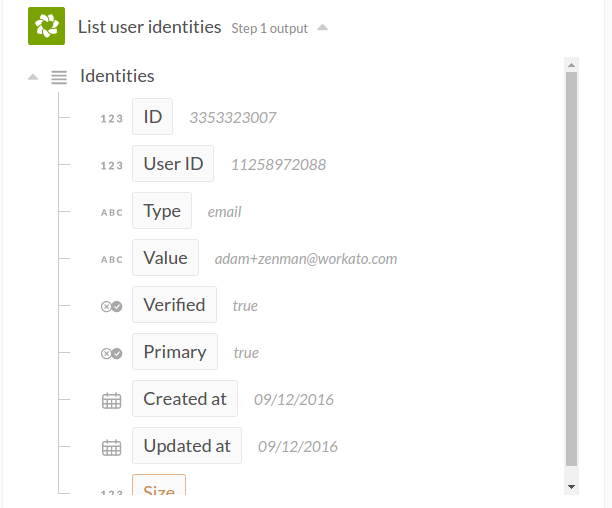 List user identities Step 1 output
Identities
123 ID 3353323007
123 User ID 11258972088
ABC Type email
ABC Value adam+zenman@workato.com
Verified true
Primary true
Created at 09/12/2016
Updated at 09/12/2016
123 Size